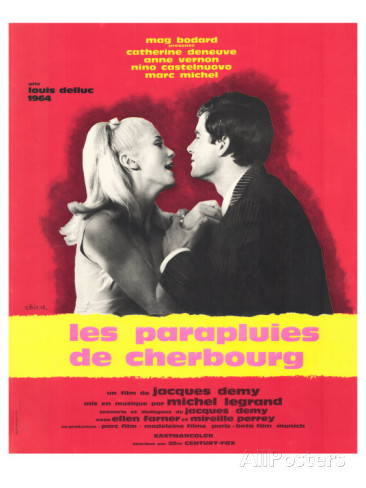 mag bodard
présente
catherine deneuve
anne vernon
nino castelnuovo
marc michel
prix
louis delluc
1964
les parapluies
de cherbourg
un film de jacques demy
mis en musique par michel legrand
scénario et dialogues de jacques demy
avec ellen farner et mireille perrey
co-production : parc film - madeleine films paris - beta film munich
EASTMANCOLOR
distribué par 20th CENTURY-FOX
AllPosters